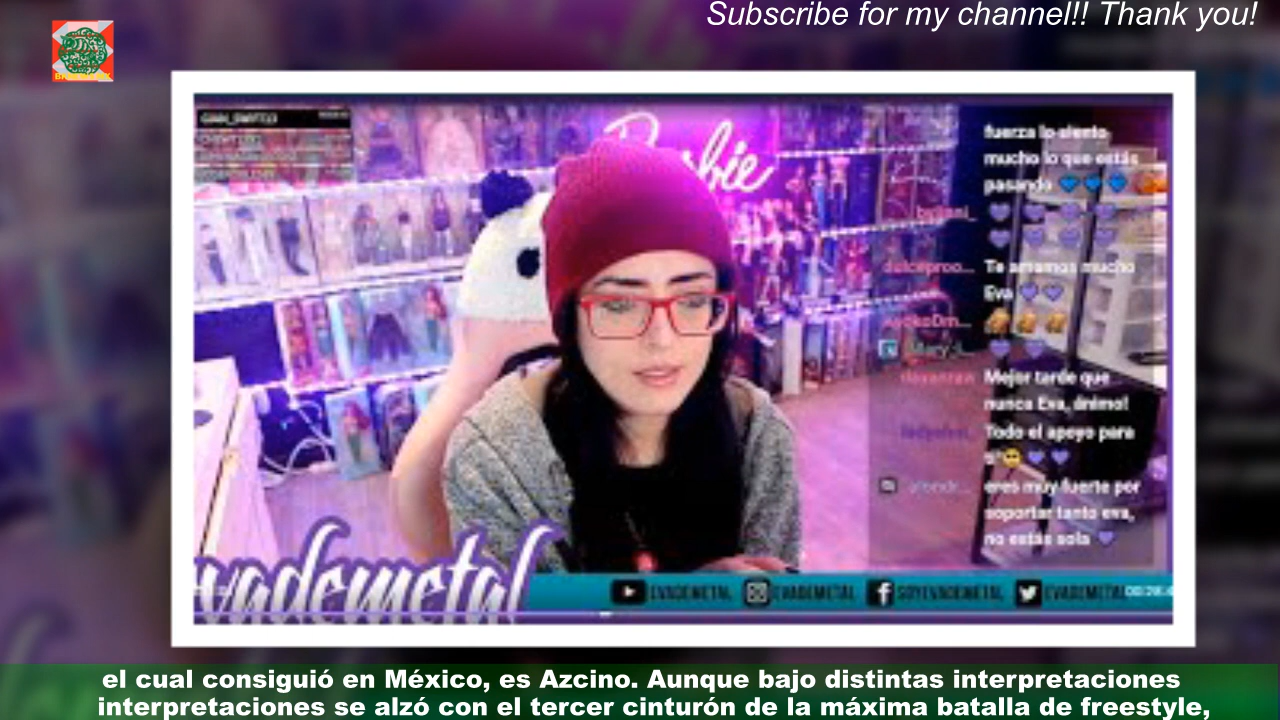 Subscribe for my channel!! Thank you!
Barbie
fuerza lo siento
mucho lo que estás
pasando
Te amamos mucho
Eva
Mejor tarde que
nunca Eva, ánimo!
Todo el apoyo para
eres muy fuerte por
soportar tanto eva,
no estás sola
vademetal
EVADEMETAL
EVADEMETAL
SOYEVADEMETAL
EVADEMETAL
el cual consiguió en México, es Azcino. Aunque bajo distintas interpretaciones
interpretaciones se alzó con el tercer cinturón de la máxima batalla de freestyle,